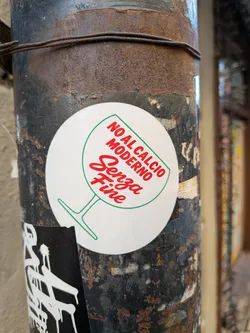 NO AL CALCIO
MODERNO
Senza
Fine